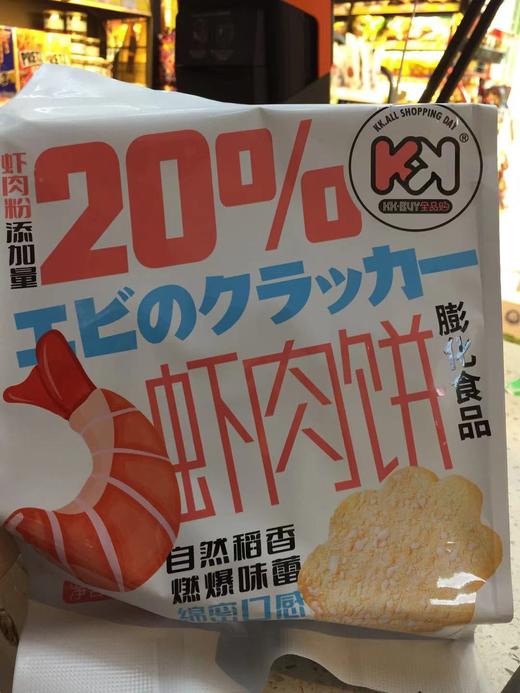 虾肉粉添加量
20%
KK.ALL SHOPPING DAY
KK
®
KK-BUY全品购
エビのクラッカー
虾肉饼
膨化食品
自然稻香
燃爆味蕾
绵密口感
净